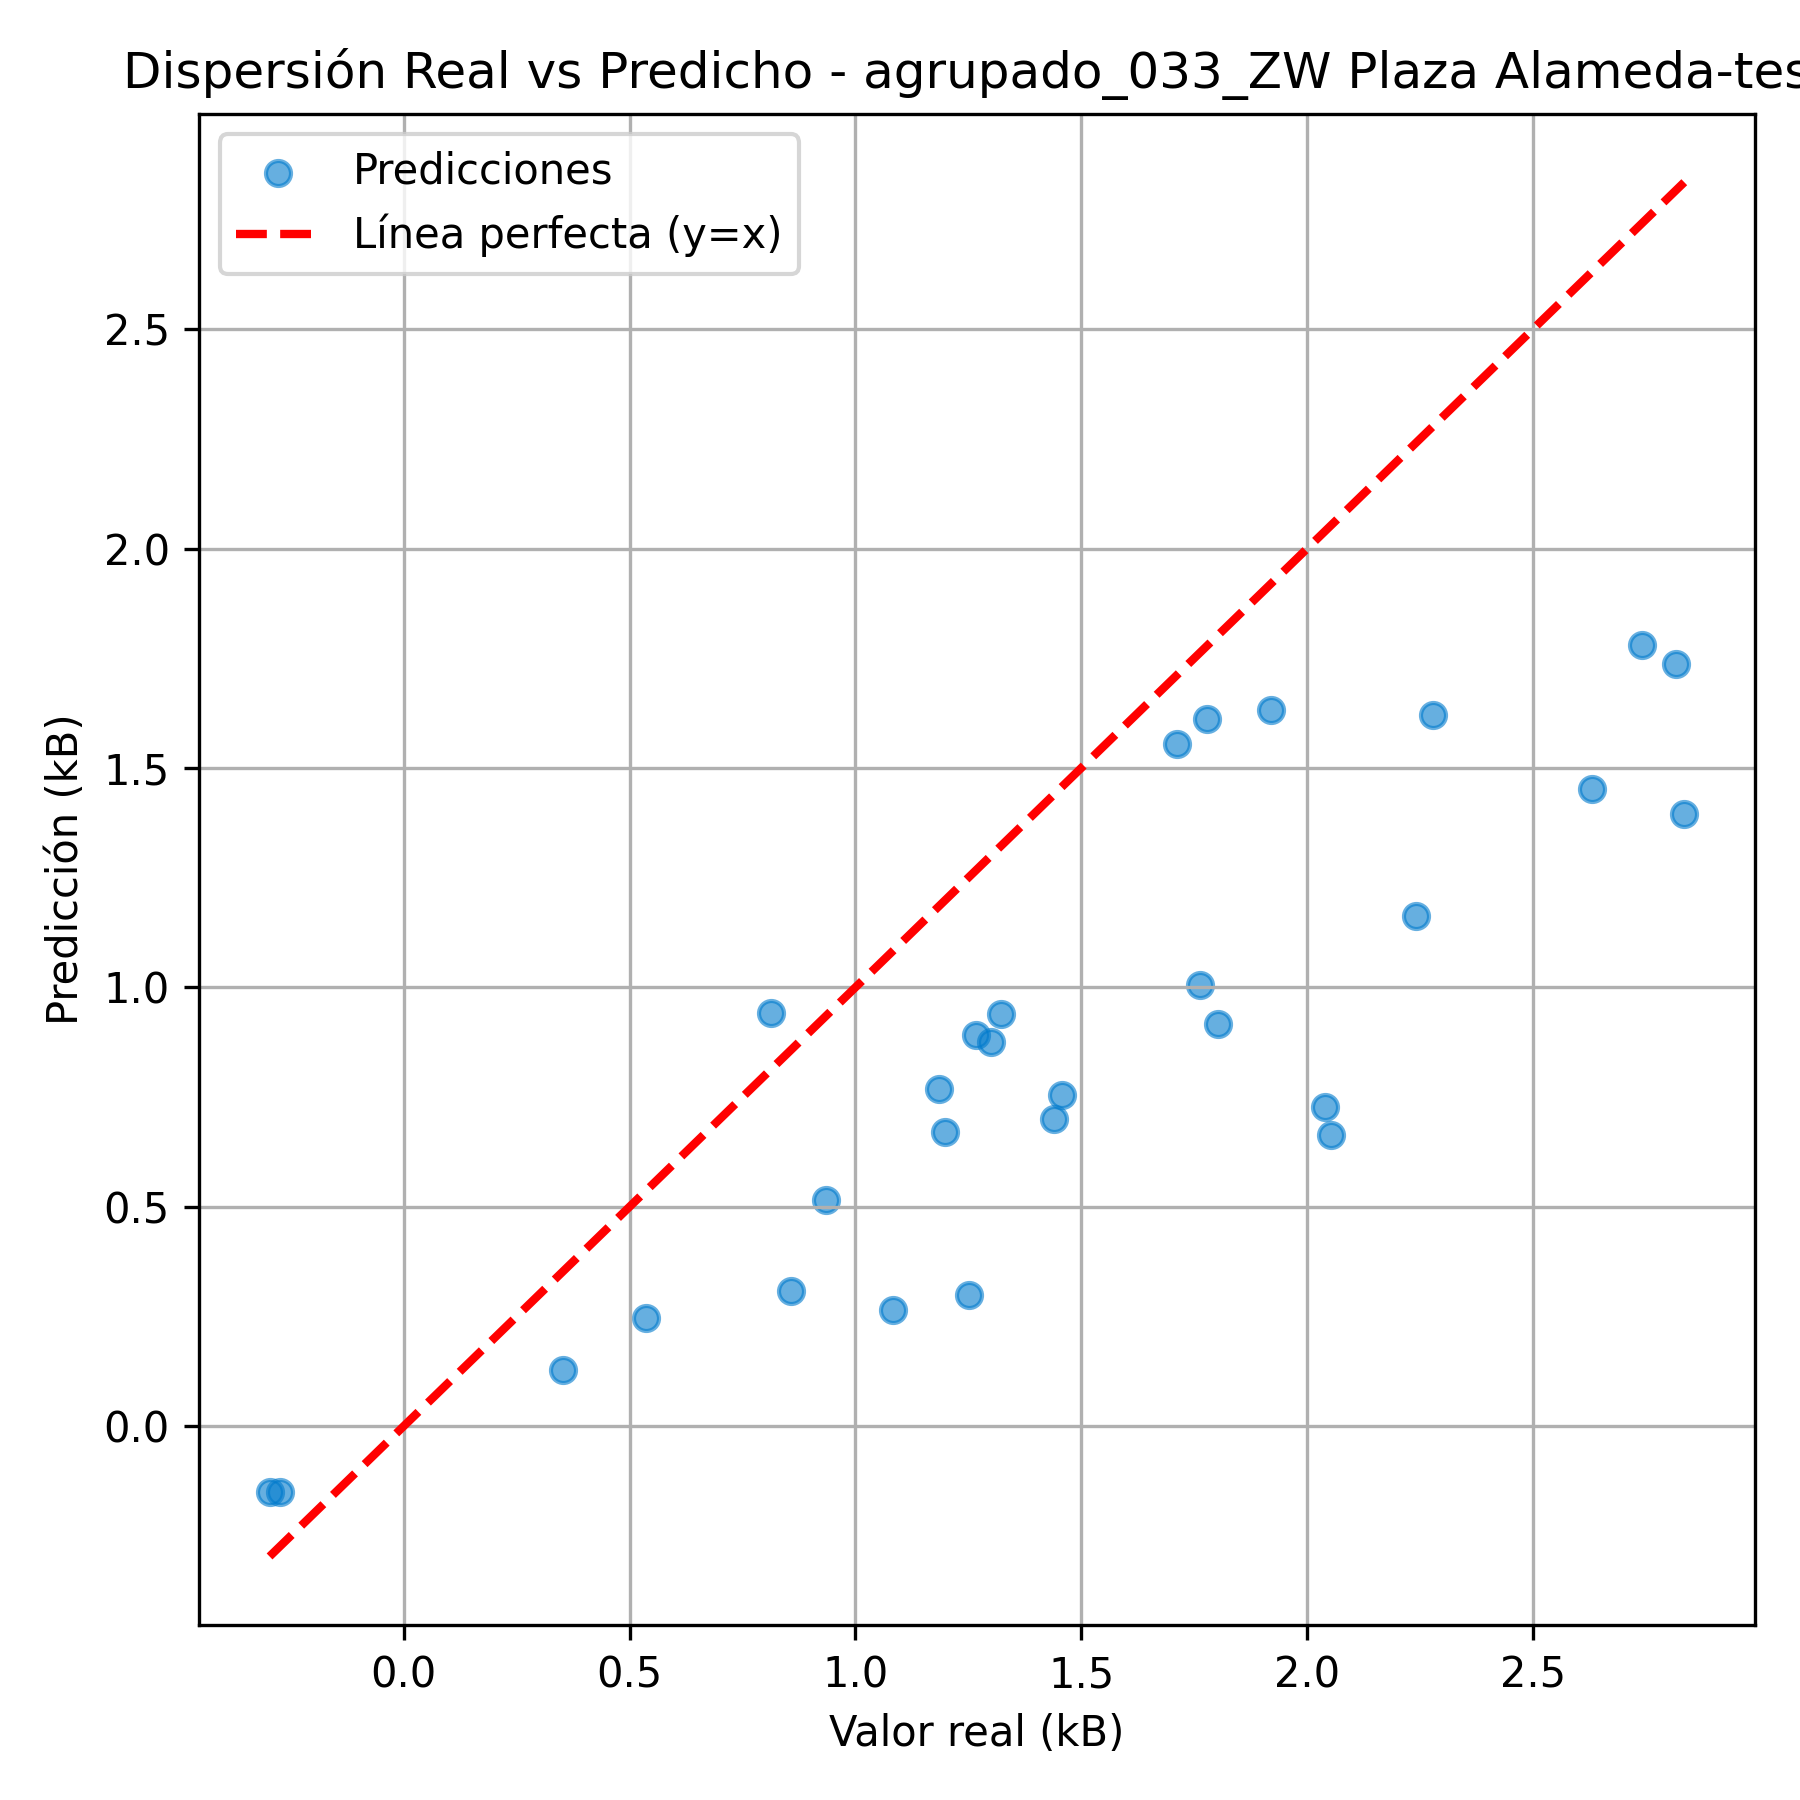 Dispersión Real vs Predicho - agrupado_033_ZW Plaza Alameda-tes
Predicciones
Línea perfecta (y=x)
Predicción (kB)
2.5
2.0
1.5
1.0
0.5
0.0
0.0 0.5 1.0 1.5 2.0 2.5
Valor real (kB)